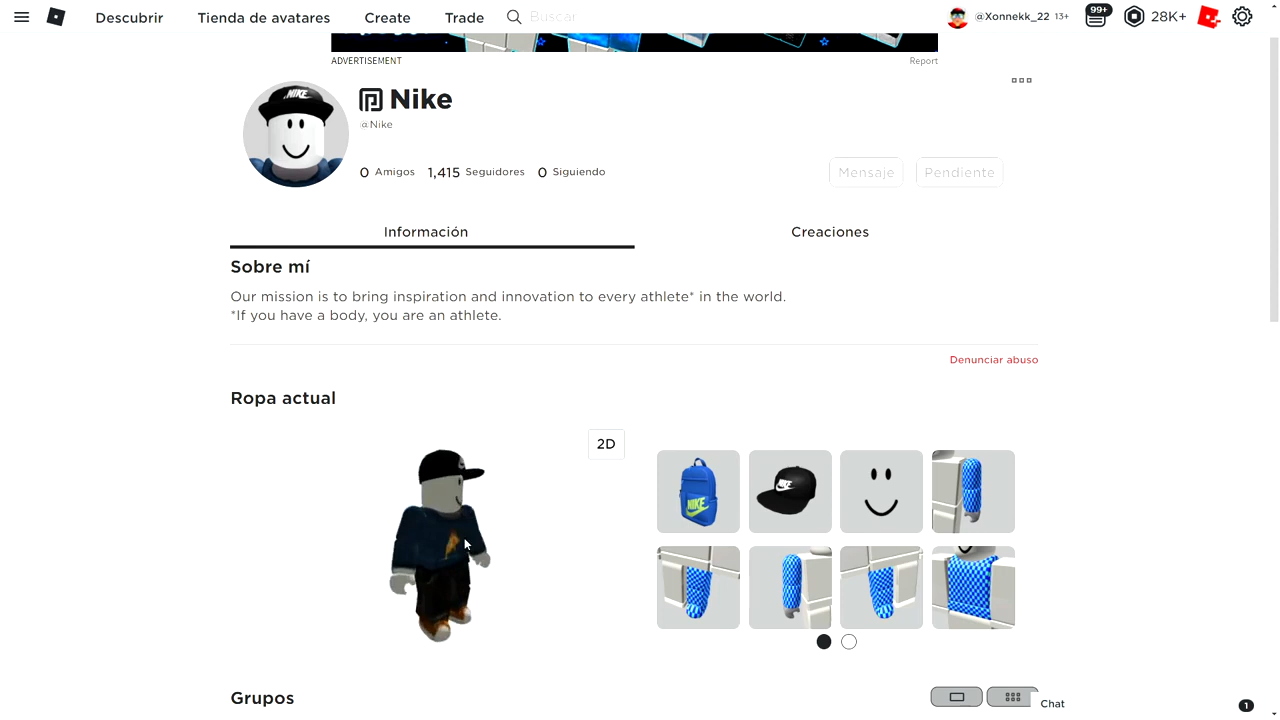 Descubrir Tienda de avatares Create Trade Buscar @Xonnekk_22 13+ 99+ 28K+
ADVERTISEMENT Report
NIKE
Nike
@Nike
0 Amigos 1,415 Seguidores 0 Siguiendo Mensaje Pendiente
Información Creaciones
Sobre mí
Our mission is to bring inspiration and innovation to every athlete* in the world.
*If you have a body, you are an athlete.
Denunciar abuso
Ropa actual
2D
NIKE
NIKE
Grupos
Chat 1